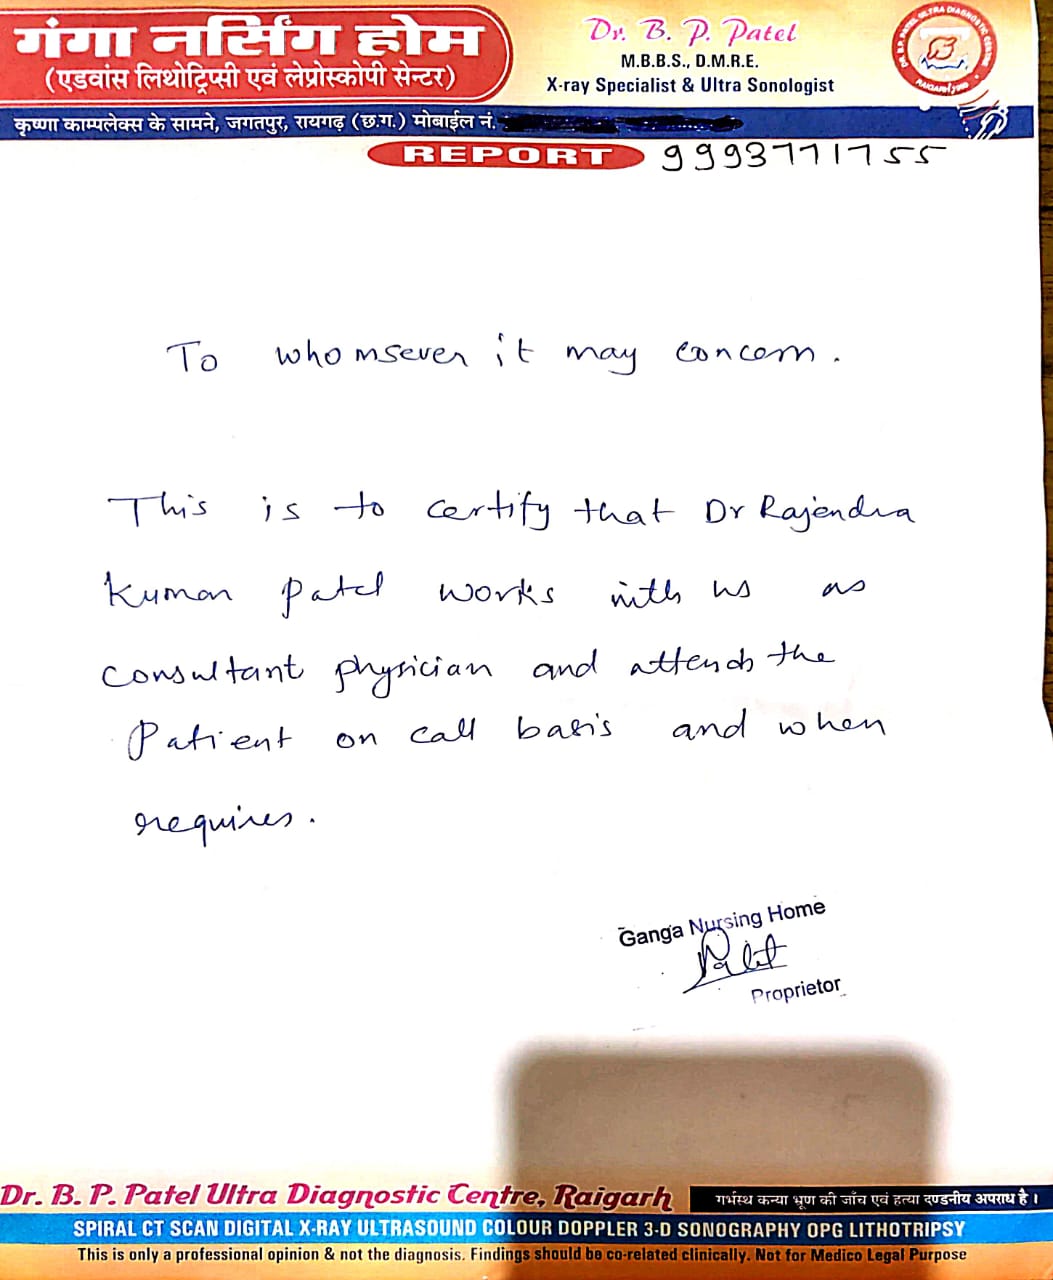 गंगा नर्सिंग होम
(एडवांस लिथोट्रिप्सी एवं लेप्रोस्कोपी सेन्टर)
Dr. B. P. Patel
M.B.B.S., D.M.R.E.
X-ray Specialist & Ultra Sonologist
कृष्णा काम्पलेक्स के सामने, जगतपुर, रायगढ़ (छ.ग.) मोबाईल नं.
REPORT 9993771755
To whomsever it may concern.
This is to certify that Dr Rajendra
Kumar Patel works with us as
consultant physician and attends the
Patient on call basis and when
requires.
Ganga Nursing Home
Proprietor
Dr. B. P. Patel Ultra Diagnostic Centre, Raigarh
गर्भस्थ कन्या भूण की जाँच एवं हत्या दण्डनीय अपराध है।
SPIRAL CT SCAN DIGITAL X-RAY ULTRASOUND COLOUR DOPPLER 3-D SONOGRAPHY OPG LITHOTRIPSY
This is only a professional opinion & not the diagnosis. Findings should be co-related clinically. Not for Medico Legal Purpose